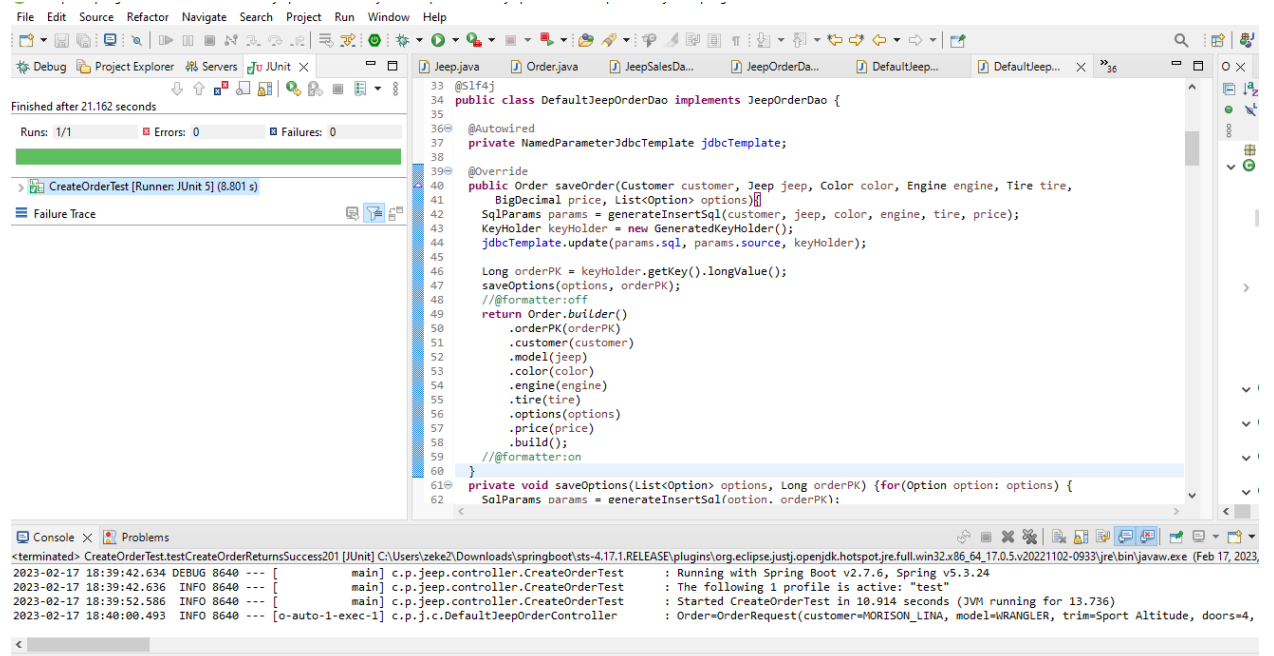 File Edit Source Refactor Navigate Search Project Run Window Help
Debug Project Explorer Servers JUnit
Finished after 21.162 seconds
Runs: 1/1 Errors: 0 Failures: 0
CreateOrderTest [Runner: JUnit 5] (8.801 s)
Failure Trace
Jeep.java Order.java JeepSalesDa... JeepOrderDa... DefaultJeep... DefaultJeep... »36
33 @Slf4j
34 public class DefaultJeepOrderDao implements JeepOrderDao {
35
36 @Autowired
37 private NamedParameterJdbcTemplate jdbcTemplate;
38
39 @Override
40 public Order saveOrder(Customer customer, Jeep jeep, Color color, Engine engine, Tire tire,
41 BigDecimal price, List<Option> options){
42 SqlParams params = generateInsertSql(customer, jeep, color, engine, tire, price);
43 KeyHolder keyHolder = new GeneratedKeyHolder();
44 jdbcTemplate.update(params.sql, params.source, keyHolder);
45
46 Long orderPK = keyHolder.getKey().longValue();
47 saveOptions(options, orderPK);
48 //@formatter:off
49 return Order.builder()
50 .orderPK(orderPK)
51 .customer(customer)
52 .model(jeep)
53 .color(color)
54 .engine(engine)
55 .tire(tire)
56 .options(options)
57 .price(price)
58 .build();
59 //@formatter:on
60 }
61 private void saveOptions(List<Option> options, Long orderPK) {for(Option option: options) {
62 SqlParams params = generateInsertSql(option, orderPK);
Console Problems
<terminated> CreateOrderTest.testCreateOrderReturnsSuccess201 [JUnit] C:\Users\zeke2\Downloads\springboot\sts-4.17.1.RELEASE\plugins\org.eclipse.justj.openjdk.hotspot.jre.full.win32.x86_64_17.0.5.v20221102-0933\jre\bin\javaw.exe (Feb 17, 2023,
2023-02-17 18:39:42.634 DEBUG 8640 --- [ main] c.p.jeep.controller.CreateOrderTest : Running with Spring Boot v2.7.6, Spring v5.3.24
2023-02-17 18:39:42.636 INFO 8640 --- [ main] c.p.jeep.controller.CreateOrderTest : The following 1 profile is active: "test"
2023-02-17 18:39:52.586 INFO 8640 --- [ main] c.p.jeep.controller.CreateOrderTest : Started CreateOrderTest in 10.914 seconds (JVM running for 13.736)
2023-02-17 18:40:00.493 INFO 8640 --- [o-auto-1-exec-1] c.p.j.c.DefaultJeepOrderController : Order=OrderRequest(customer=MORISON_LINA, model=WRANGLER, trim=Sport Altitude, doors=4,